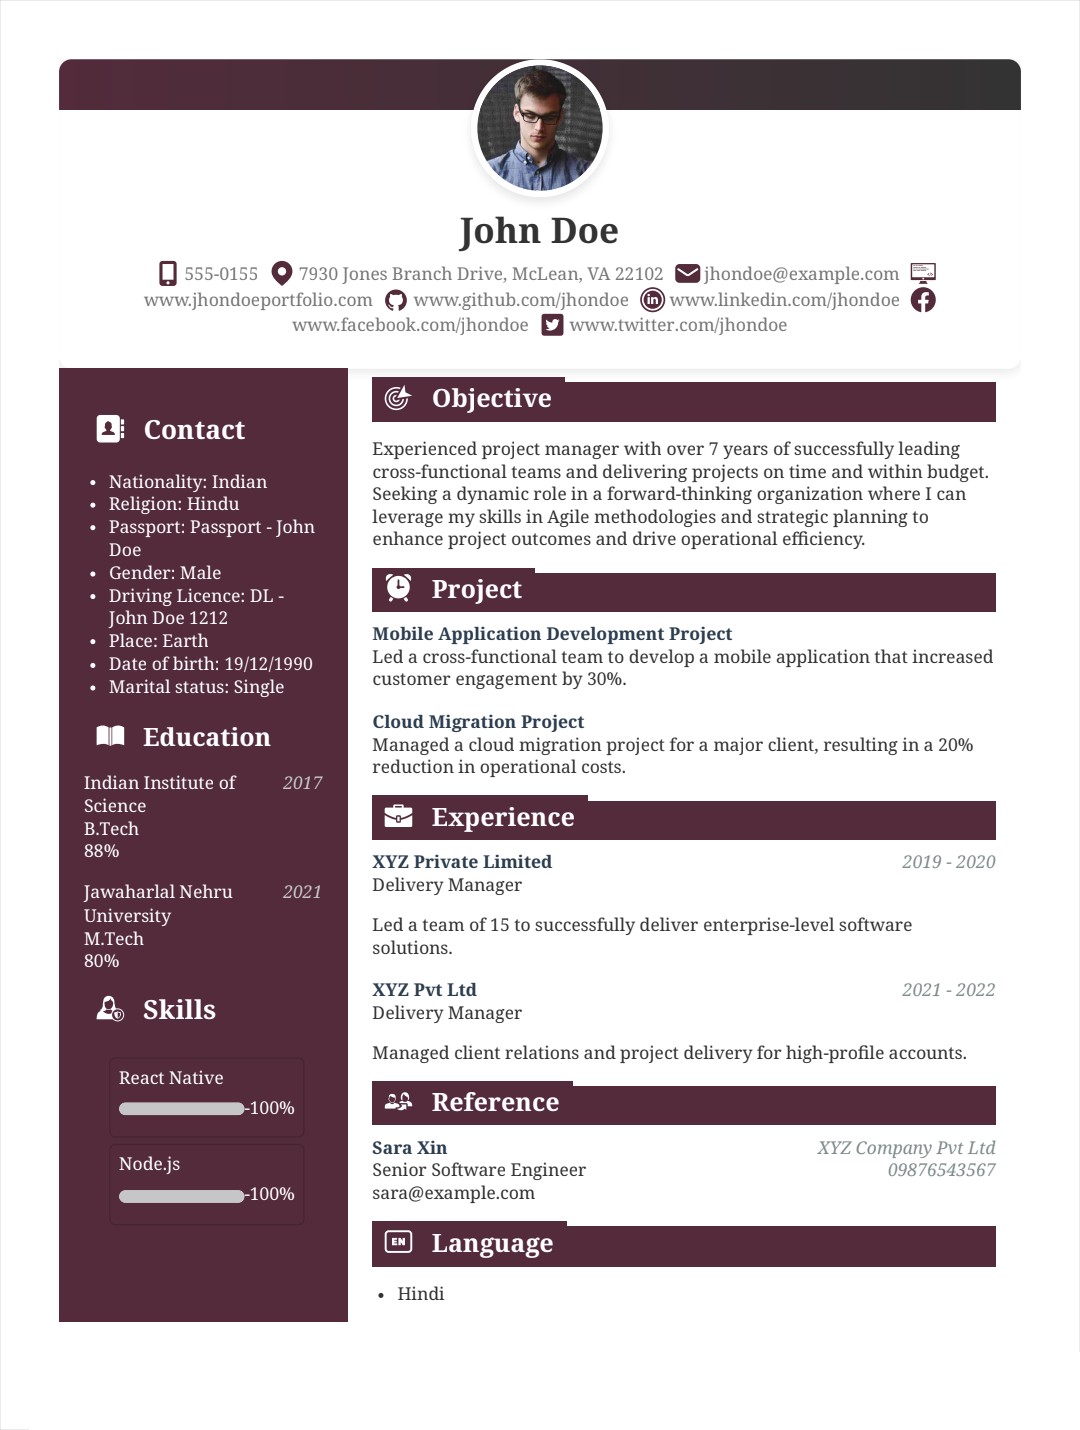 John Doe
555-0155 7930 Jones Branch Drive, McLean, VA 22102 jhondoe@example.com
www.jhondoeportfolio.com www.github.com/jhondoe in www.linkedin.com/jhondoe
www.facebook.com/jhondoe www.twitter.com/jhondoe
Contact
• Nationality: Indian
• Religion: Hindu
• Passport: Passport - John
Doe
• Gender: Male
• Driving Licence: DL -
John Doe 1212
• Place: Earth
• Date of birth: 19/12/1990
• Marital status: Single
Education
Indian Institute of 2017
Science
B.Tech
88%
Jawaharlal Nehru 2021
University
M.Tech
80%
Skills
React Native
-100%
Node.js
-100%
Objective
Experienced project manager with over 7 years of successfully leading
cross-functional teams and delivering projects on time and within budget.
Seeking a dynamic role in a forward-thinking organization where I can
leverage my skills in Agile methodologies and strategic planning to
enhance project outcomes and drive operational efficiency.
Project
Mobile Application Development Project
Led a cross-functional team to develop a mobile application that increased
customer engagement by 30%.
Cloud Migration Project
Managed a cloud migration project for a major client, resulting in a 20%
reduction in operational costs.
Experience
XYZ Private Limited 2019 - 2020
Delivery Manager
Led a team of 15 to successfully deliver enterprise-level software
solutions.
XYZ Pvt Ltd 2021 - 2022
Delivery Manager
Managed client relations and project delivery for high-profile accounts.
Reference
Sara Xin XYZ Company Pvt Ltd
Senior Software Engineer 09876543567
sara@example.com
EN Language
• Hindi